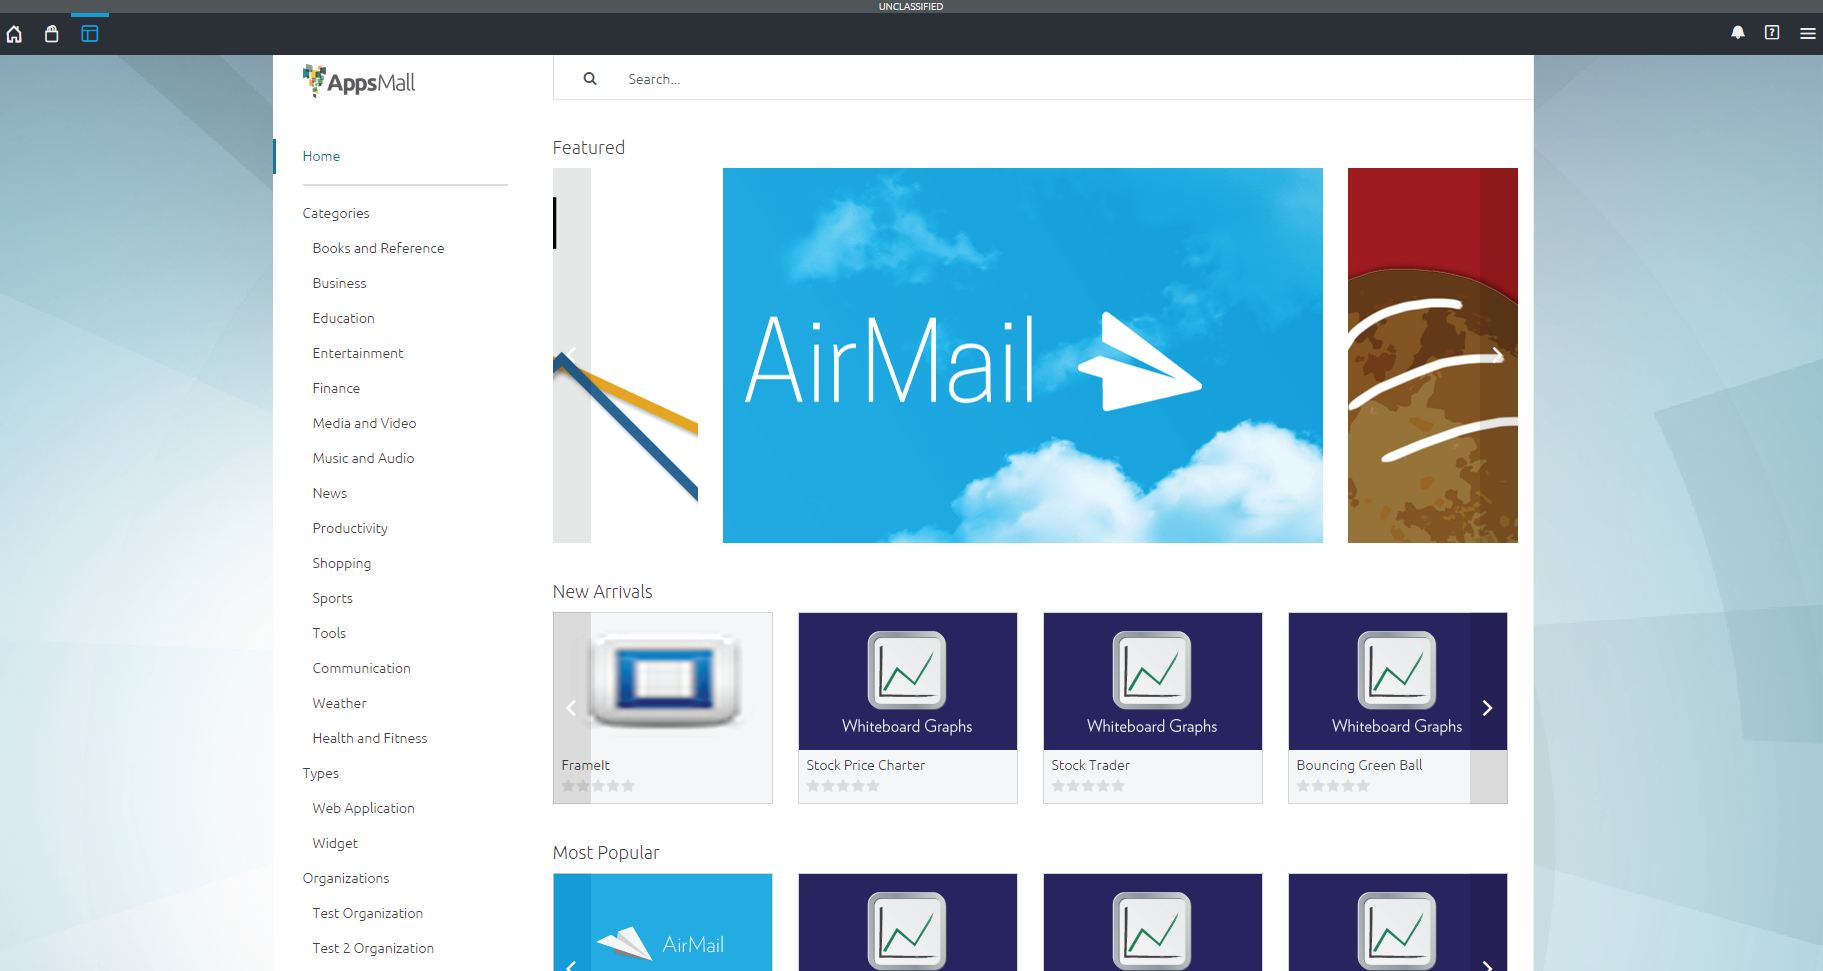 UNCLASSIFIED
AppsMall
Search...
Home
Categories
Books and Reference
Business
Education
Entertainment
Finance
Media and Video
Music and Audio
News
Productivity
Shopping
Sports
Tools
Communication
Weather
Health and Fitness
Types
Web Application
Widget
Organizations
Test Organization
Test 2 Organization
Featured
AirMail
New Arrivals
FrameIt
Whiteboard Graphs
Stock Price Charter
Whiteboard Graphs
Stock Trader
Whiteboard Graphs
Bouncing Green Ball
Most Popular
AirMail